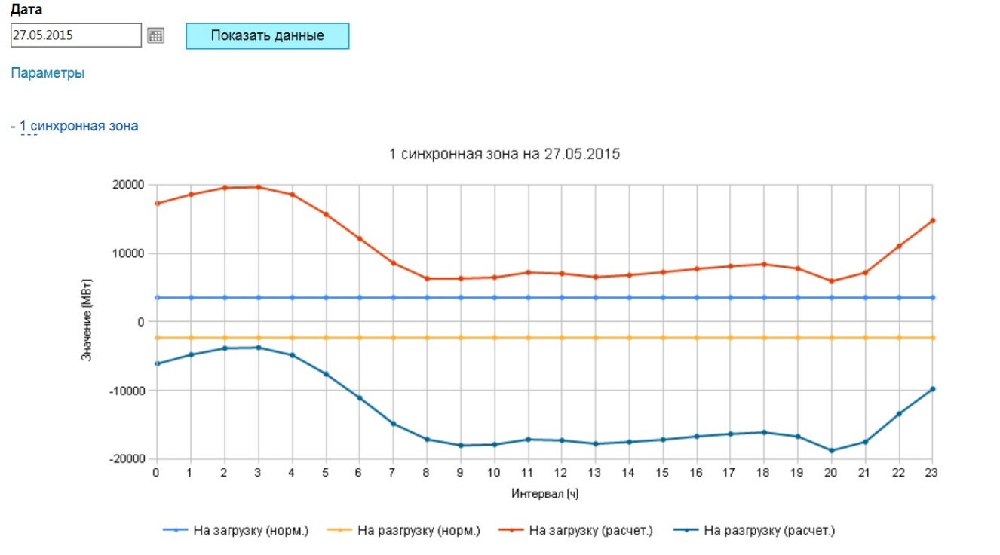 Дата
27.05.2015
Показать данные
Параметры
- 1 синхронная зона
1 синхронная зона на 27.05.2015
20000
10000
0
-10000
-20000
Значение (МВт)
0 1 2 3 4 5 6 7 8 9 10 11 12 13 14 15 16 17 18 19 20 21 22 23
Интервал (ч)
На загрузку (норм.) На разгрузку (норм.) На загрузку (расчет.) На разгрузку (расчет.)